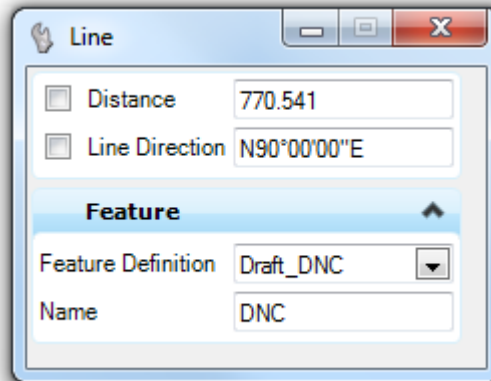 Line
Distance 770.541
Line Direction N90°00'00"E
Feature
Feature Definition Draft_DNC
Name DNC